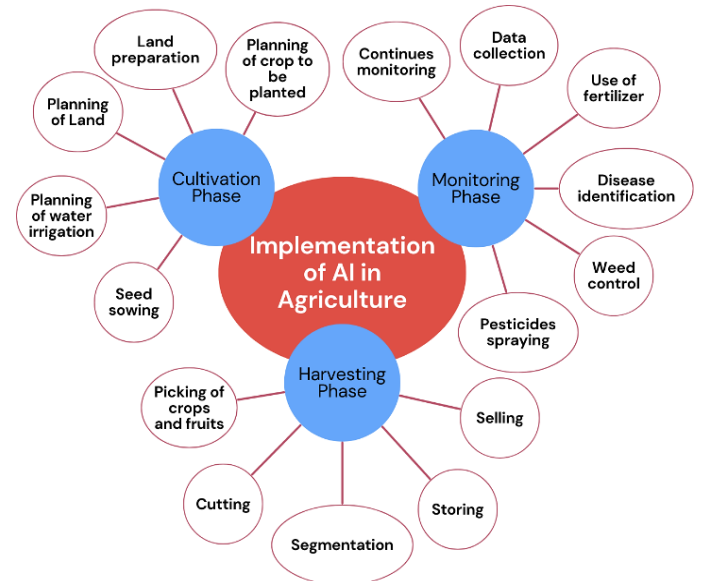 Land
preparation
Planning
of crop to
be
planted
Planning
of Land
Planning
of water
irrigation
Seed
sowing
Cultivation
Phase
Continues
monitoring
Data
collection
Use of
fertilizer
Disease
identification
Weed
control
Pesticides
spraying
Monitoring
Phase
Implementation
of AI in
Agriculture
Harvesting
Phase
Picking of
crops
and fruits
Cutting
Segmentation
Storing
Selling